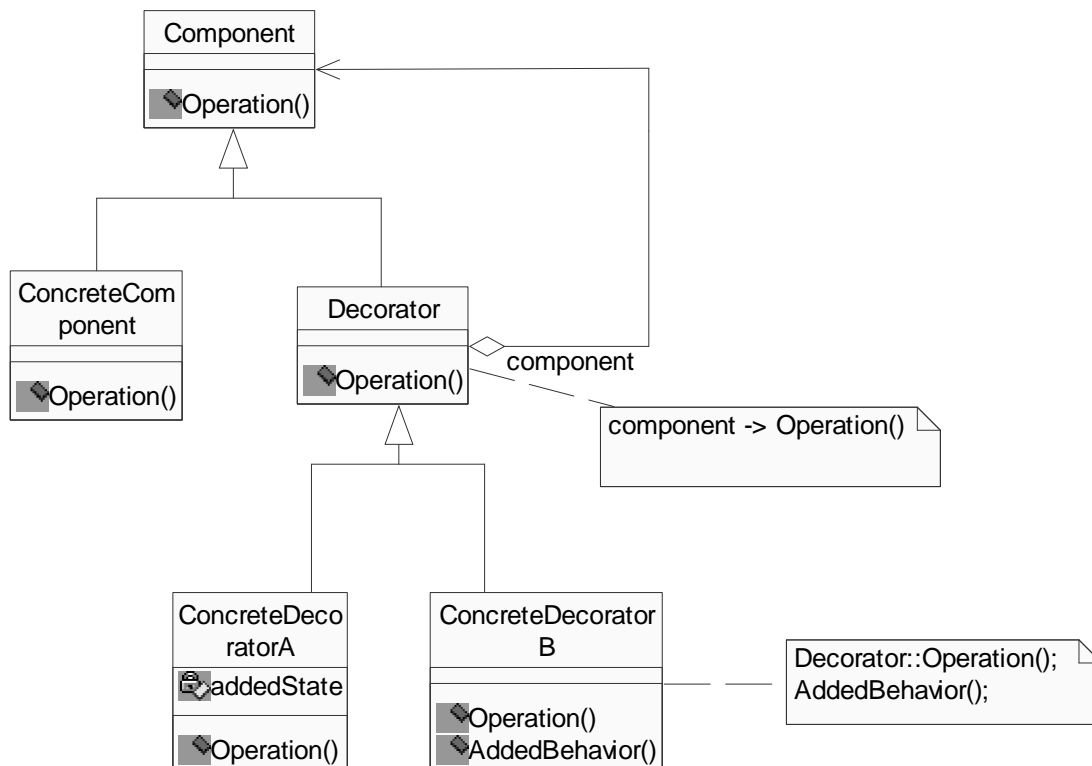 Component
Operation()
ConcreteCom
ponent
Operation()
Decorator
Operation()
component
component -> Operation()
ConcreteDeco
ratorA
addedState
Operation()
ConcreteDecorator
B
Operation()
AddedBehavior()
Decorator::Operation();
AddedBehavior();